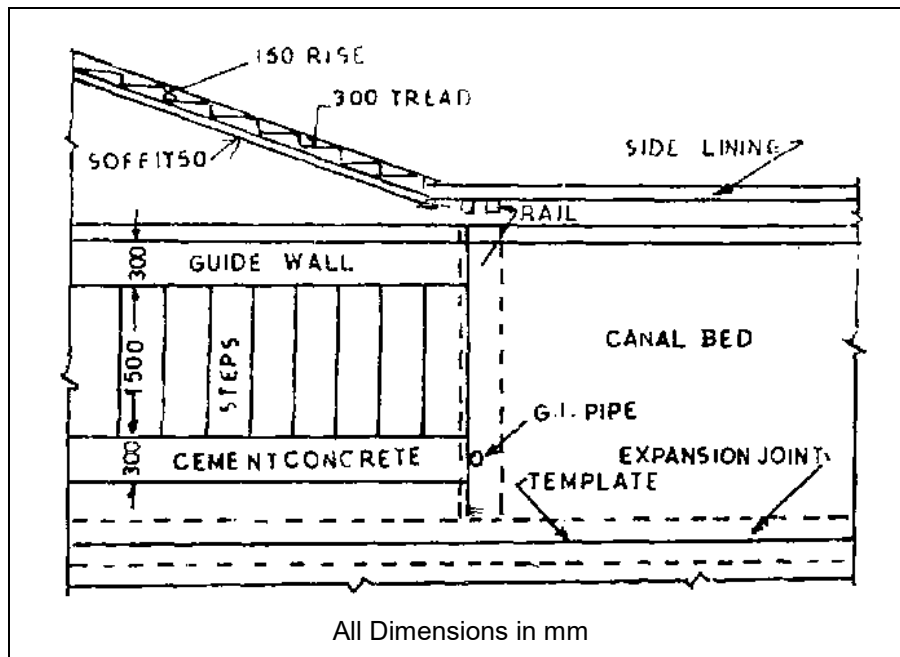 150 RISE
300 TREAD
SOFFIT50
SIDE LINING
RAIL
300
GUIDE WALL
1500
STEPS
CANAL BED
G.I. PIPE
300
CEMENT CONCRETE
EXPANSION JOINT
TEMPLATE
All Dimensions in mm